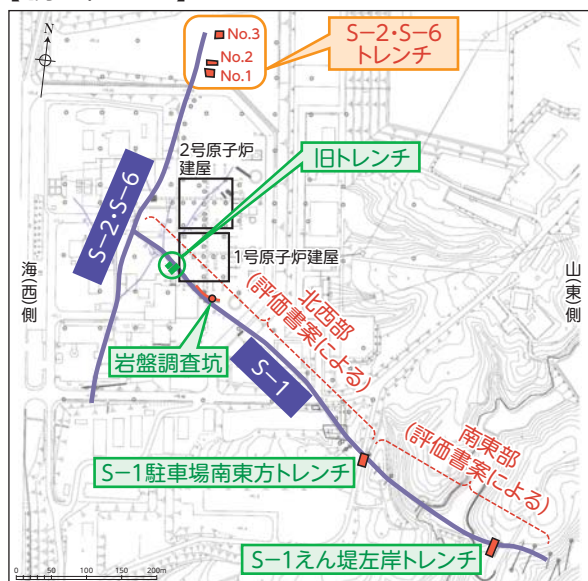 N
No.3
No.2
No.1
S−2・S−6
トレンチ
2号原子炉
建屋
旧トレンチ
S−2・S−6
1号原子炉建屋
海(西)側
山(東)側
北西部
(評価書案による)
岩盤調査坑
S−1
南東部
(評価書案による)
S−1駐車場南東方トレンチ
S−1えん堤左岸トレンチ
0 50 100 150 200m